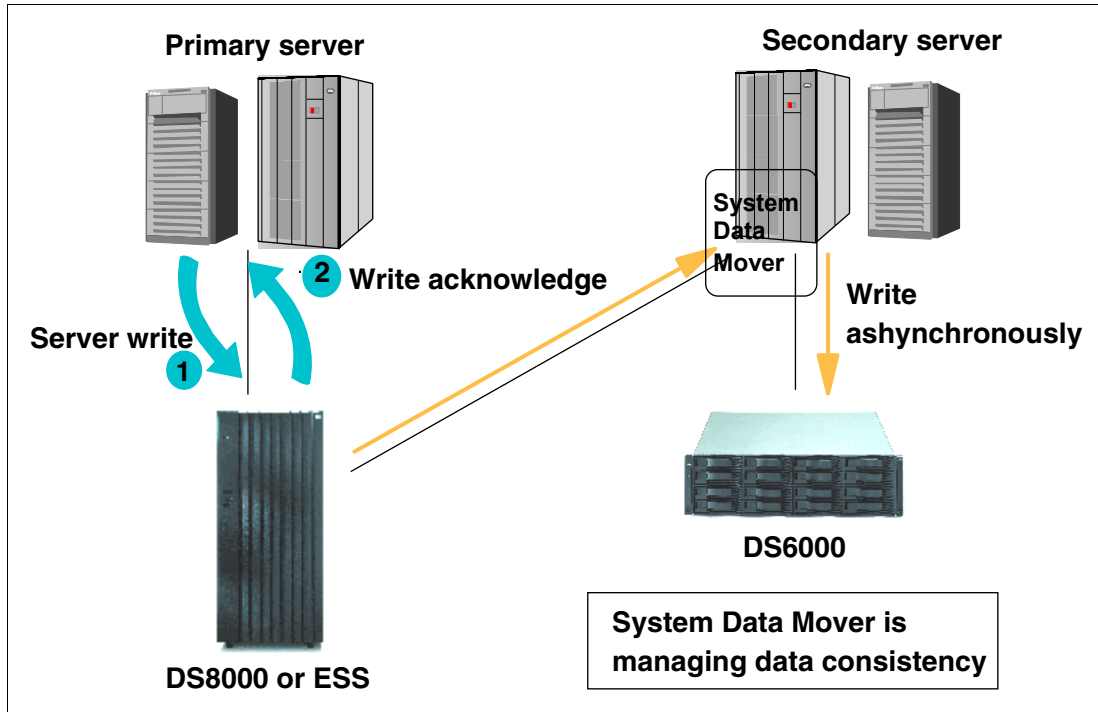 Primary server
Secondary server
System
Data
Mover
2 Write acknowledge
Server write
1
Write
ashynchronously
DS6000
DS8000 or ESS
System Data Mover is
managing data consistency